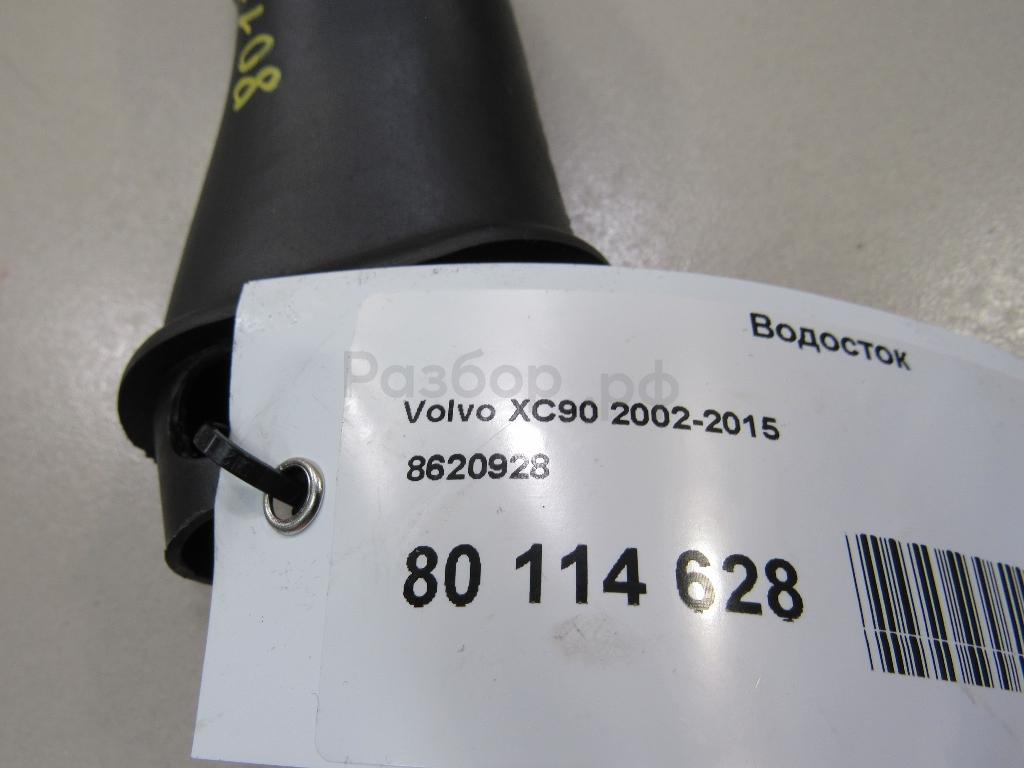 Водосток
Разбор рф
Volvo XC90 2002-2015
8620928
80 114 628